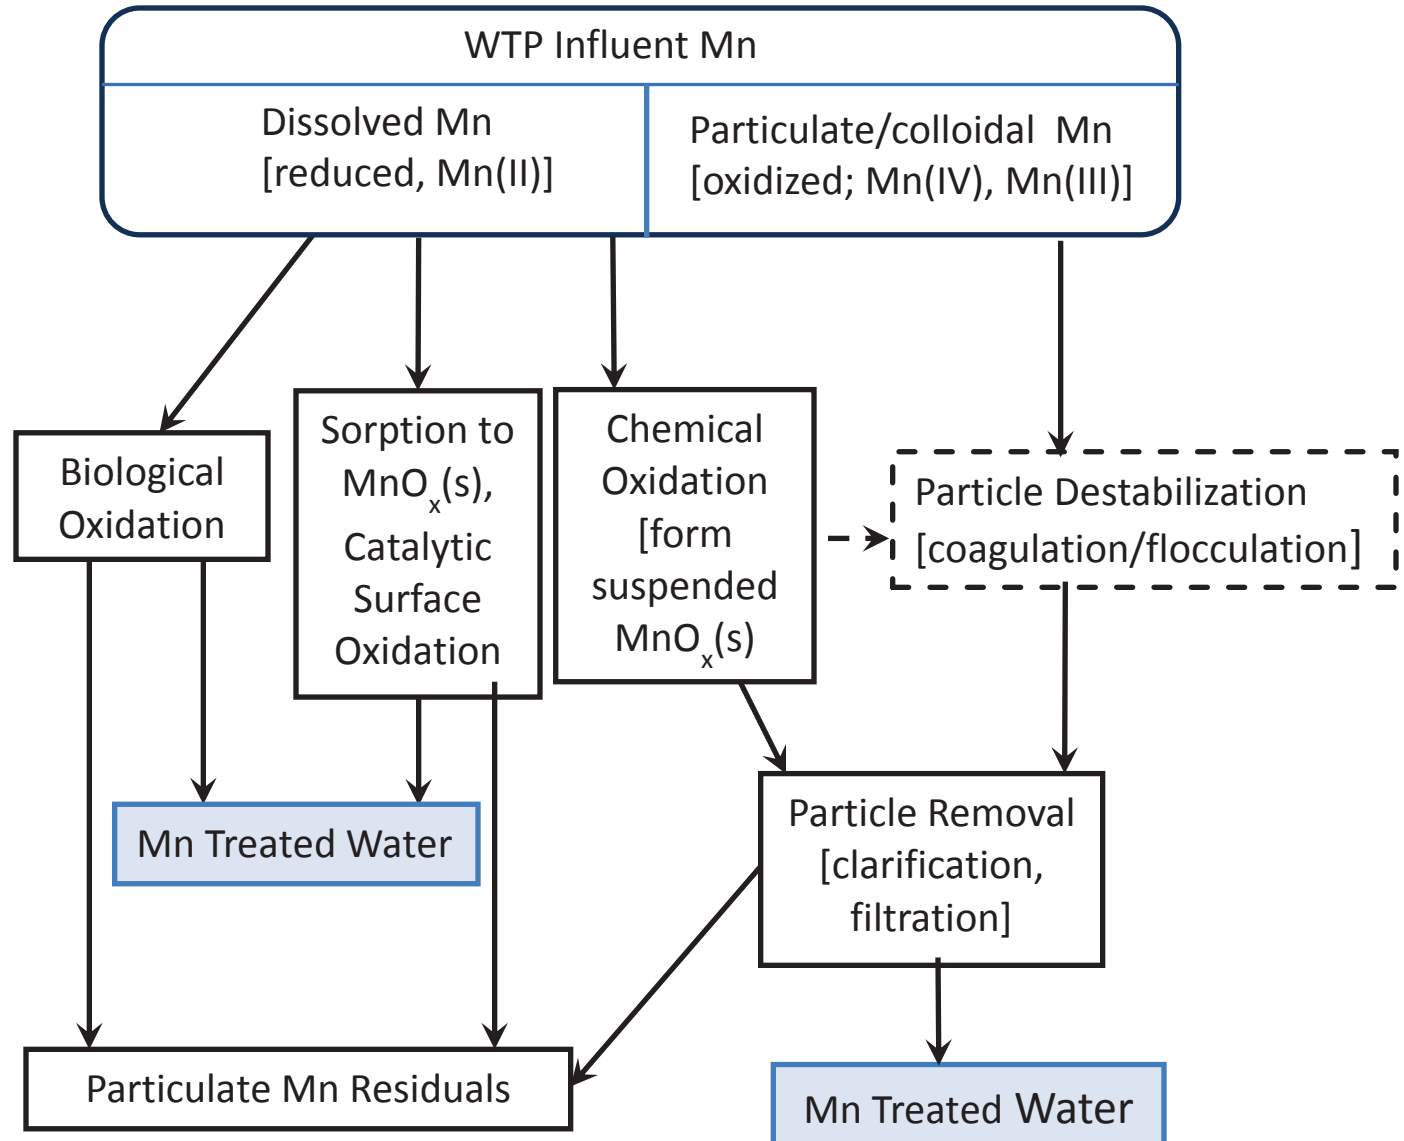 WTP Influent Mn
Dissolved Mn
[reduced, Mn(II)]
Particulate/colloidal Mn
[oxidized; Mn(IV), Mn(III)]
Biological
Oxidation
Sorption to
MnOₓ(s),
Catalytic
Surface
Oxidation
Chemical
Oxidation
[form
suspended
MnOₓ(s)
Particle Destabilization
[coagulation/flocculation]
Mn Treated Water
Particle Removal
[clarification,
filtration]
Particulate Mn Residuals
Mn Treated Water